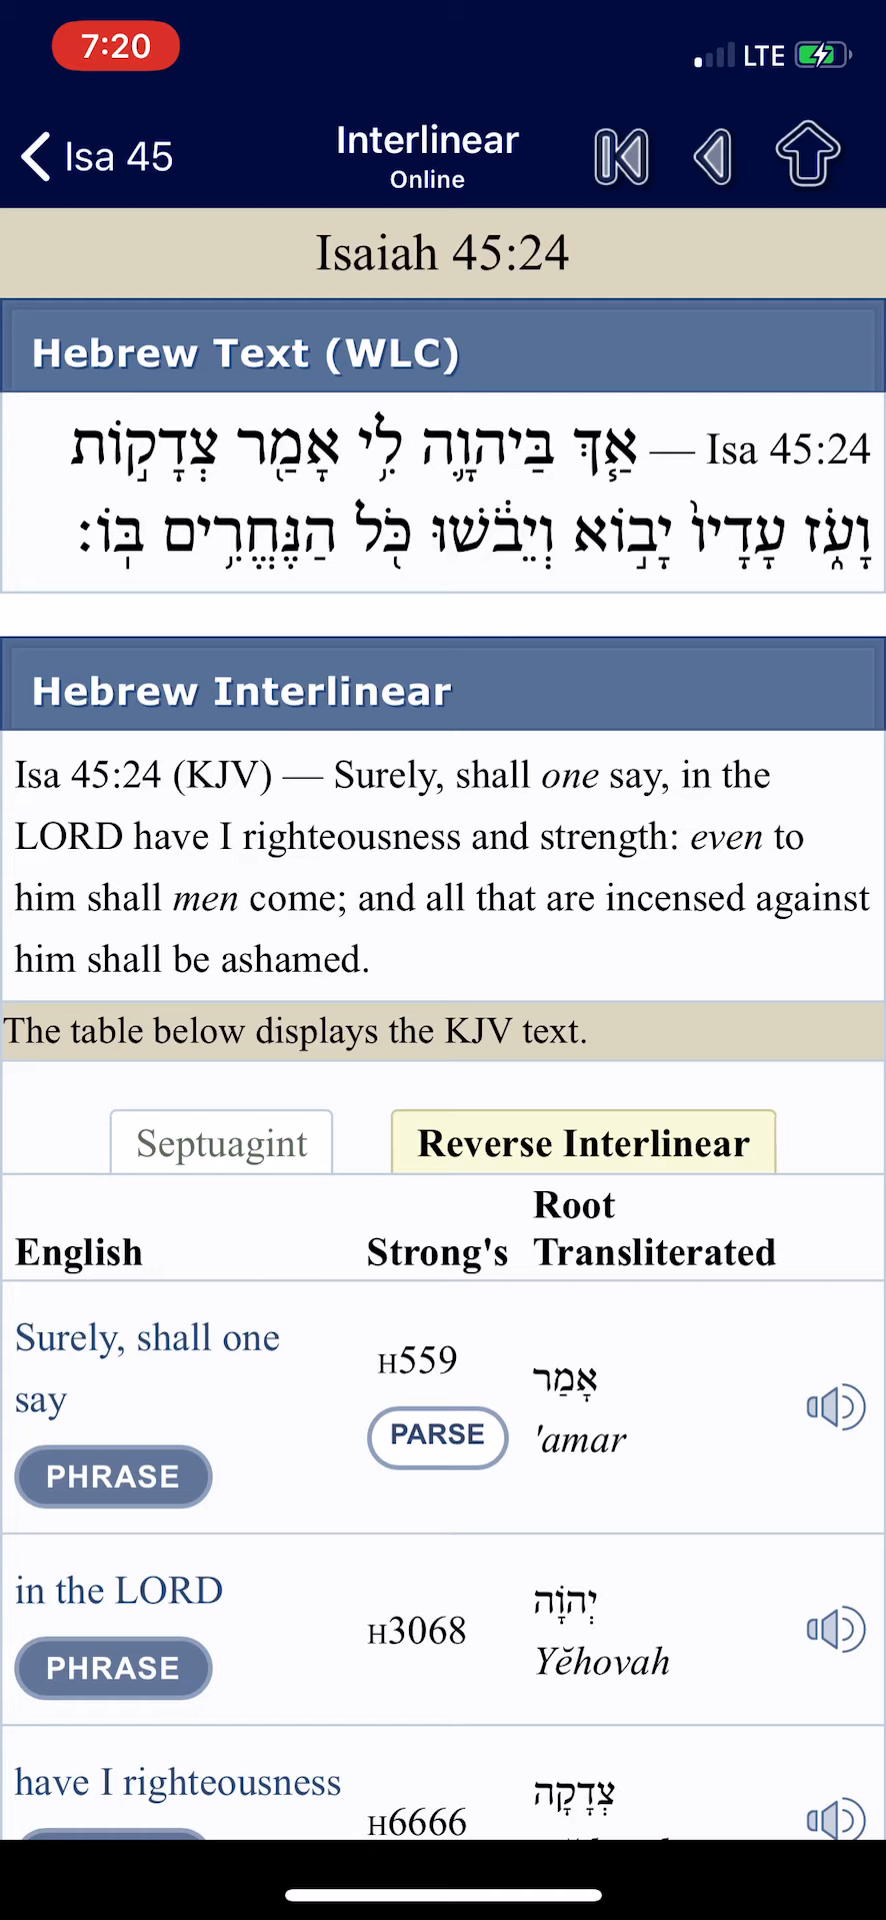 7:20
LTE
Isa 45
Interlinear
Online
Isaiah 45:24
Hebrew Text (WLC)
Isa 45:24 — אַ֧ךְ בַּיהוָ֛ה לִ֥י אָמַ֖ר צְדָק֣וֹת
וָעֹ֑ז עָדָיו֙ יָב֣וֹא וְיֵבֹ֔שׁוּ כֹּ֖ל הַנֶּחֱרִ֥ים בּֽוֹ׃
Hebrew Interlinear
Isa 45:24 (KJV) — Surely, shall one say, in the
LORD have I righteousness and strength: even to
him shall men come; and all that are incensed against
him shall be ashamed.
The table below displays the KJV text.
Septuagint
Reverse Interlinear
English
Strong's
Root
Transliterated
Surely, shall one
say
PHRASE
H559
PARSE
אָמַר
'amar
in the LORD
PHRASE
H3068
יְהֹוָה
Yĕhovah
have I righteousness
H6666
צְדָקָה